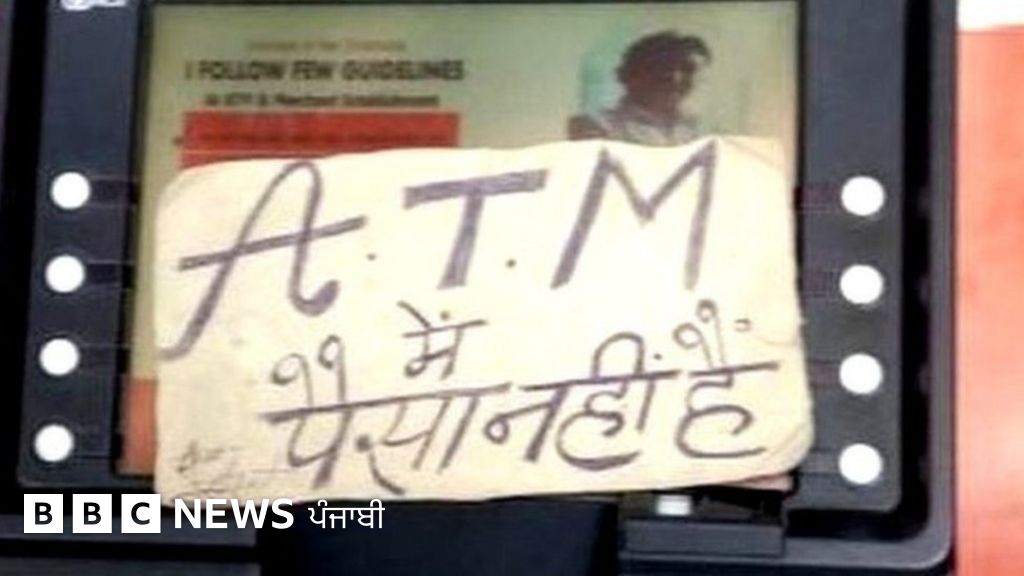 I FOLLOW FEW GUIDELINES
A.T.M
में
पैसा नहीं है
BBC NEWS ਪੰਜਾਬੀ